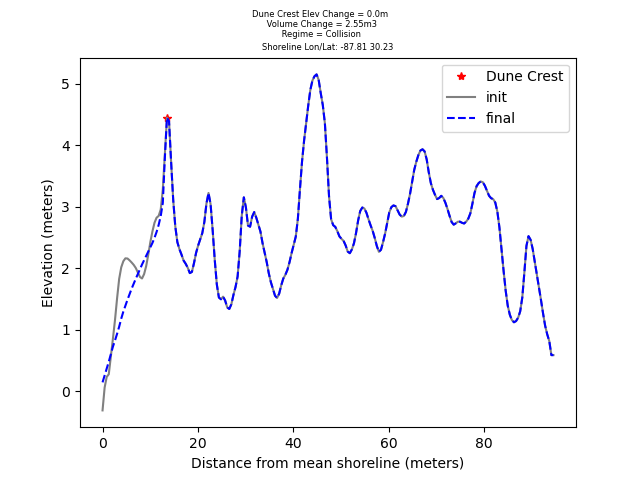 Dune Crest Elev Change = 0.0m
Volume Change = 2.55m3
Regime = Collision
Shoreline Lon/Lat: -87.81 30.23
Dune Crest
init
final
5
4
3
2
1
0
Elevation (meters)
0 20 40 60 80
Distance from mean shoreline (meters)